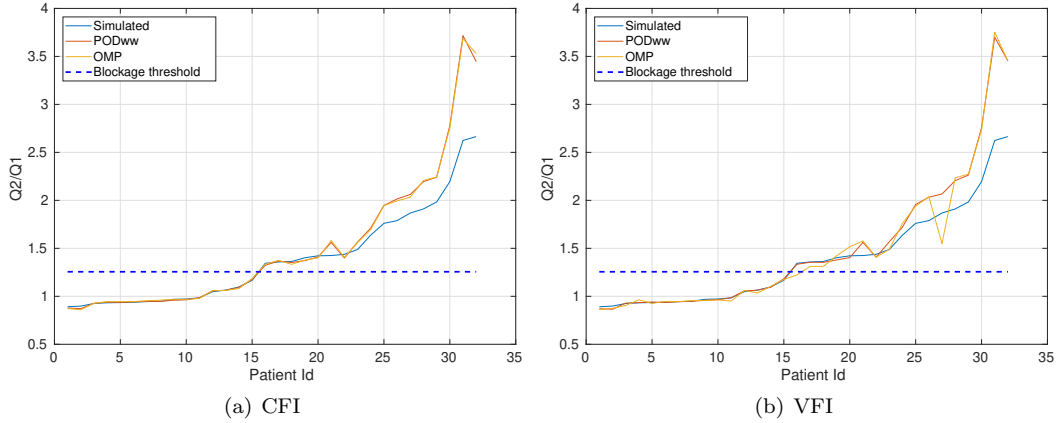 4
3.5
3
2.5
2
1.5
1
0.5
Q2/Q1
Simulated
PODww
OMP
Blockage threshold
0 5 10 15 20 25 30 35
Patient Id
(a) CFI
4
3.5
3
2.5
2
1.5
1
0.5
Q2/Q1
Simulated
PODww
OMP
Blockage threshold
0 5 10 15 20 25 30 35
Patient Id
(b) VFI